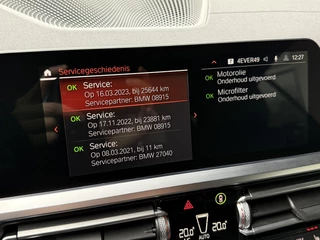 4EVER49 12:27
Servicegeschiedenis
OK Service:
Op 16.03.2023, bij 25644 km
Servicepartner: BMW 08915
OK Service:
Op 17.11.2022, bij 23881 km
Servicepartner: BMW 08915
OK Service:
Op 08.03.2021, bij 11 km
Servicepartner: BMW 27040
OK Motorolie
Onderhoud uitgevoerd
OK Microfilter
Onderhoud uitgevoerd
20.0° AUTO 20.0°